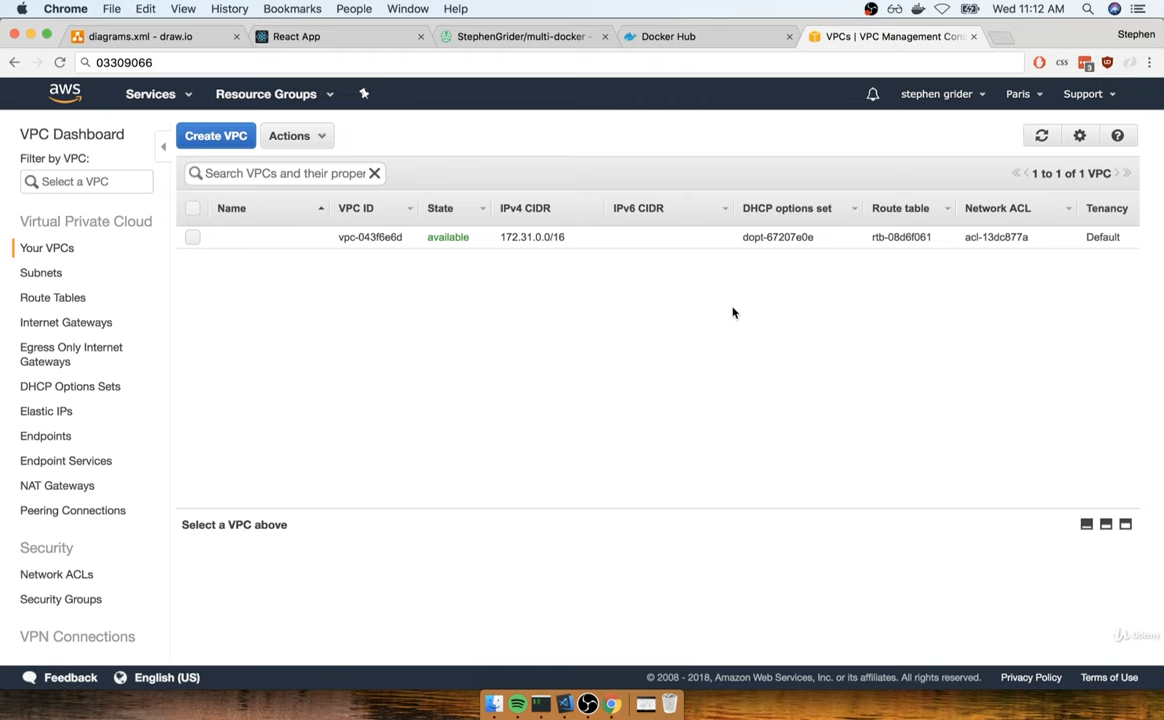 Chrome File Edit View History Bookmarks People Window Help Wed 11:12 AM
diagrams.xml - draw.io React App StephenGrider/multi-docker - Docker Hub VPCs | VPC Management Con Stephen
03309066 CSS 3
aws Services Resource Groups stephen grider Paris Support
VPC Dashboard
Filter by VPC:
Select a VPC
Virtual Private Cloud
Your VPCs
Subnets
Route Tables
Internet Gateways
Egress Only Internet
Gateways
DHCP Options Sets
Elastic IPs
Endpoints
Endpoint Services
NAT Gateways
Peering Connections
Security
Network ACLs
Security Groups
VPN Connections
Create VPC Actions
Search VPCs and their proper 1 to 1 of 1 VPC
Name VPC ID State IPv4 CIDR IPv6 CIDR DHCP options set Route table Network ACL Tenancy
vpc-043f6e6d available 172.31.0.0/16 dopt-67207e0e rtb-08d6f061 acl-13dc877a Default
Select a VPC above
Udemy
Feedback English (US) © 2008 - 2018, Amazon Web Services, Inc. or its affiliates. All rights reserved. Privacy Policy Terms of Use